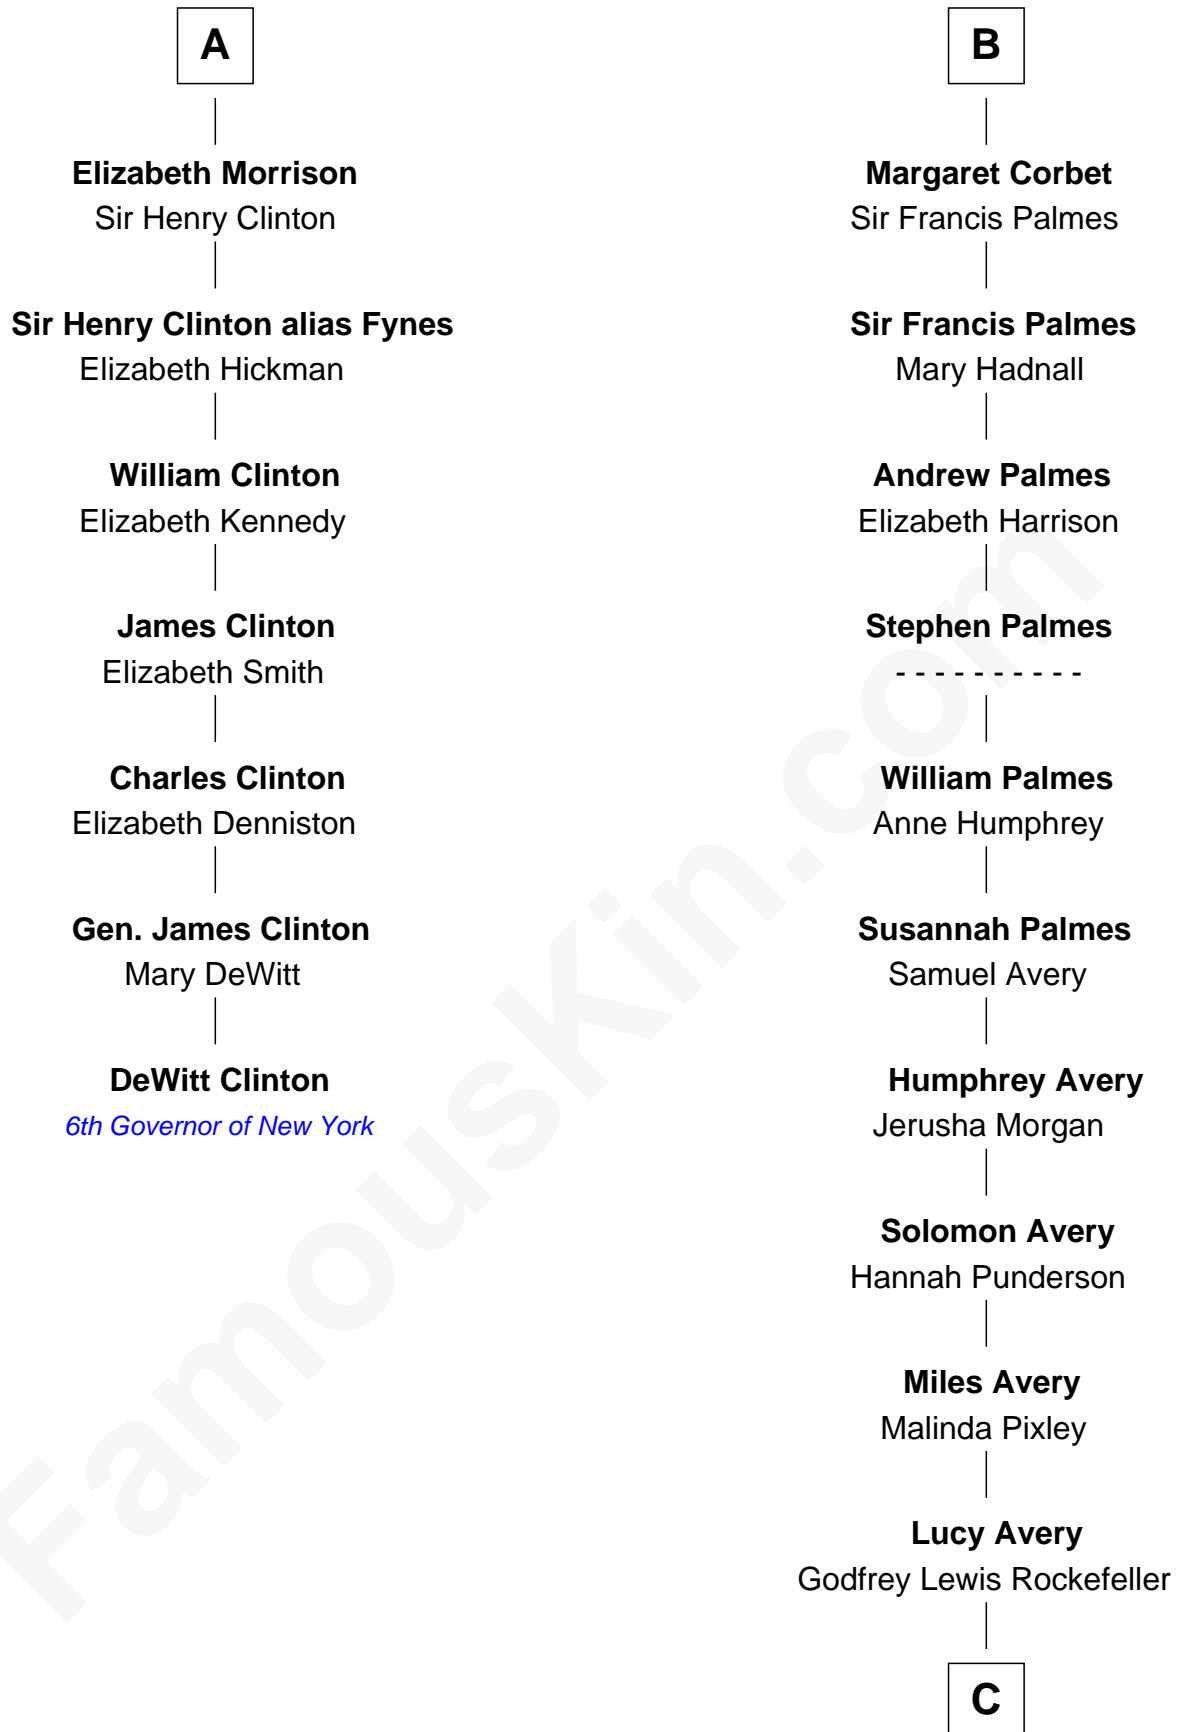 A
Elizabeth Morrison
Sir Henry Clinton
Sir Henry Clinton alias Fynes
Elizabeth Hickman
William Clinton
Elizabeth Kennedy
James Clinton
Elizabeth Smith
Charles Clinton
Elizabeth Denniston
Gen. James Clinton
Mary DeWitt
DeWitt Clinton
6th Governor of New York
B
Margaret Corbet
Sir Francis Palmes
Sir Francis Palmes
Mary Hadnall
Andrew Palmes
Elizabeth Harrison
Stephen Palmes
- - - - - - - - - -
William Palmes
Anne Humphrey
Susannah Palmes
Samuel Avery
Humphrey Avery
Jerusha Morgan
Solomon Avery
Hannah Punderson
Miles Avery
Malinda Pixley
Lucy Avery
Godfrey Lewis Rockefeller
C
FamousKin.com